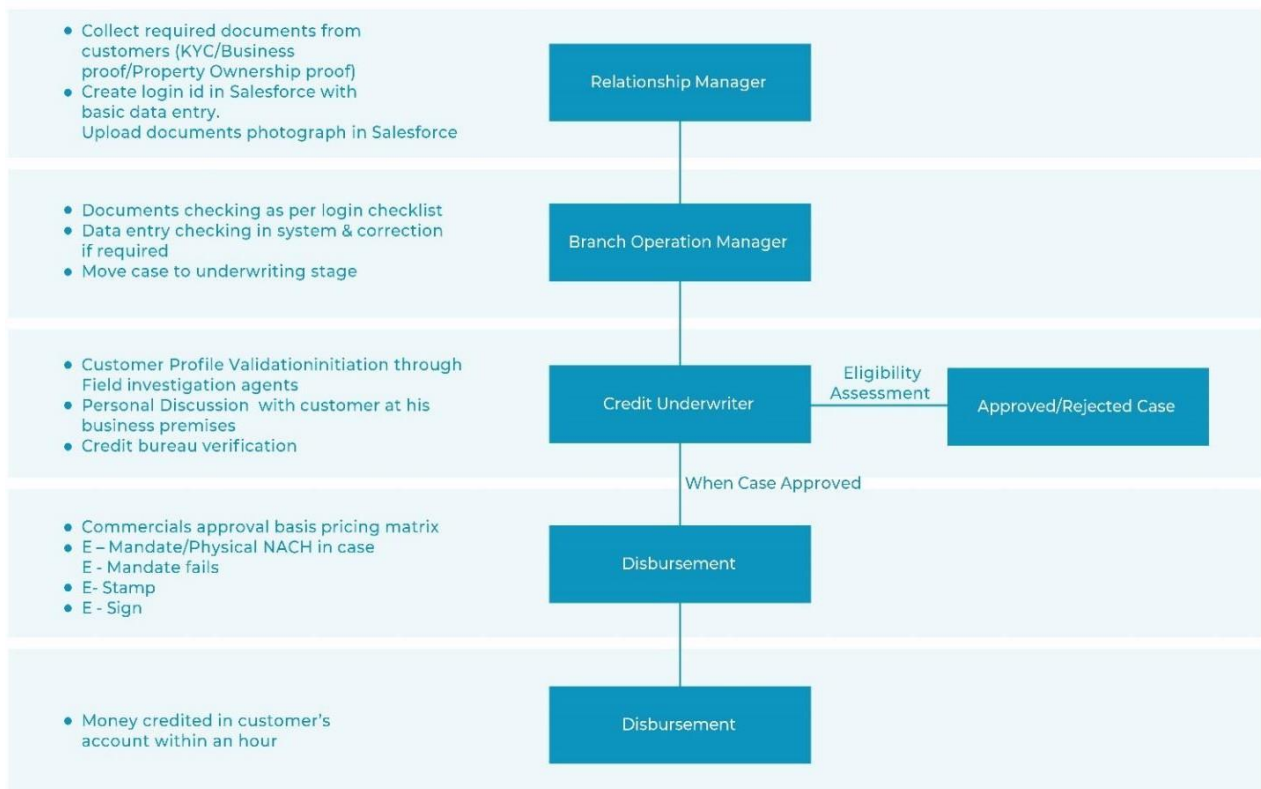 • Collect required documents from
customers (KYC/Business
proof/Property Ownership proof)
• Create login id in Salesforce with
basic data entry.
Upload documents photograph in Salesforce
Relationship Manager
• Documents checking as per login checklist
• Data entry checking in system & correction
if required
• Move case to underwriting stage
Branch Operation Manager
• Customer Profile Validationinitiation through
Field investigation agents
• Personal Discussion with customer at his
business premises
• Credit bureau verification
Credit Underwriter
Eligibility
Assessment
Approved/Rejected Case
When Case Approved
• Commercials approval basis pricing matrix
• E – Mandate/Physical NACH in case
E - Mandate fails
• E- Stamp
• E - Sign
Disbursement
• Money credited in customer's
account within an hour
Disbursement